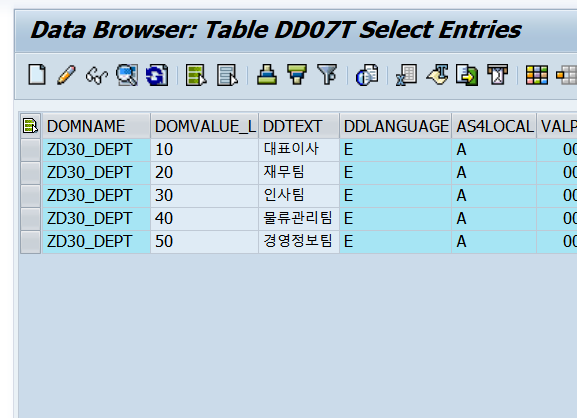 Data Browser: Table DD07T Select Entries
DOMNAME DOMVALUE_L DDTEXT DDLANGUAGE AS4LOCAL VALP
ZD30_DEPT 10 대표이사 E A 00
ZD30_DEPT 20 재무팀 E A 00
ZD30_DEPT 30 인사팀 E A 00
ZD30_DEPT 40 물류관리팀 E A 00
ZD30_DEPT 50 경영정보팀 E A 00